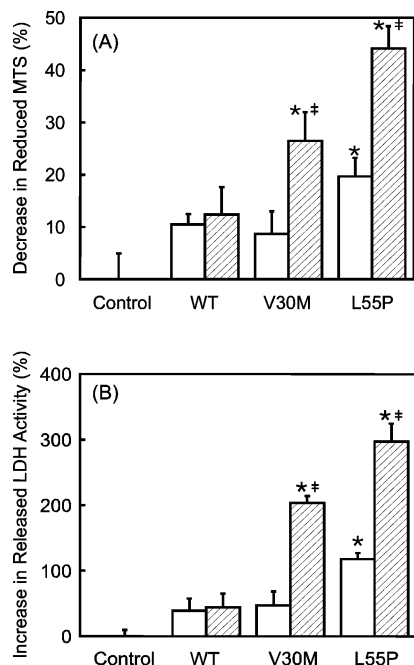 50
(A)
40
30
20
10
0
Decrease in Reduced MTS (%)
*‡
*
*‡
Control WT V30M L55P
400
(B)
300
200
100
0
Increase in Released LDH Activity (%)
*‡
*
*‡
Control WT V30M L55P